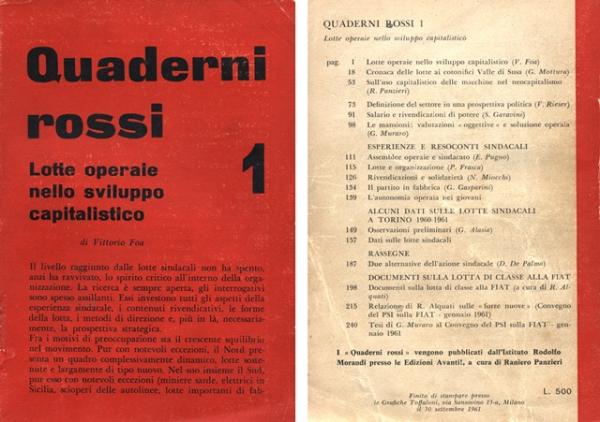 Quaderni
rossi
1
Lotte operaie
nello sviluppo
capitalistico
di Vittorio Foa
Il livello raggiunto dalle lotte sindacali non ha spento,
anzi ha ravvivato, lo spirito critico all'interno della orga-
nizzazione. La ricerca è sempre aperta, gli interrogativi
sono spesso assillanti. Essi investono tutti gli aspetti della
esperienza sindacale, i contenuti rivendicativi, le forme
della lotta, i metodi di direzione e, più in là, necessaria-
mente, la prospettiva strategica.
Fra i motivi di preoccupazione sta il crescente squilibrio
nel movimento. Pur con notevoli eccezioni, il Nord pre-
senta un quadro complessivamente dinamico, lotte soste-
nute e largamente di tipo nuovo. Nel suo insieme il Sud,
pur esso con notevoli eccezioni (miniere sarde, elettrici in
Sicilia, scioperi delle autolinee, lotte importanti di fab-
QUADERNI ROSSI 1
Lotte operaie nello sviluppo capitalistico
pag. 1 Lotte operaie nello sviluppo capitalistico (V. Foa)
18 Cronaca delle lotte ai cotonifici Valle di Susa (G. Mottura)
53 Sull'uso capitalistico delle macchine nel neocapitalismo
(R. Panzieri)
73 Definizione del settore in una prospettiva politica (V. Rieser)
91 Salario e rivendicazioni di potere (S. Garavini)
98 Le mansioni: valutazioni « oggettive » e soluzione operaia
(G. Muraro)
ESPERIENZE E RESOCONTI SINDACALI
111 Assemblee operaie e sindacato (E. Pugno)
115 Lotte e organizzazione (P. Frasca)
126 Rivendicazioni e solidarietà (N. Miocchi)
134 Il partito in fabbrica (G. Gasparini)
139 L'autonomia operaia nei giovani
ALCUNI DATI SULLE LOTTE SINDACALI
A TORINO 1960-1961
149 Osservazioni preliminari (G. Alasia)
157 Dati sulle lotte sindacali
RASSEGNE
187 Due alternative dell'azione sindacale (D. De Palma)
DOCUMENTI SULLA LOTTA DI CLASSE ALLA FIAT
198 Documenti sulla lotta di classe alla FIAT (a cura di R. Al-
quati)
215 Relazione di R. Alquati sulle « forze nuove » (Convegno
del PSI sulla FIAT - gennaio 1961)
240 Tesi di G. Muraro al Convegno del PSI sulla FIAT - gen-
naio 1961
I « Quaderni rossi » vengono pubblicati dall'Istituto Rodolfo
Morandi presso le Edizioni Avanti!, a cura di Raniero Panzieri
L. 500
Finito di stampare presso
le Grafiche Toffaloni, via Sansovino 17-a, Milano
il 30 settembre 1961